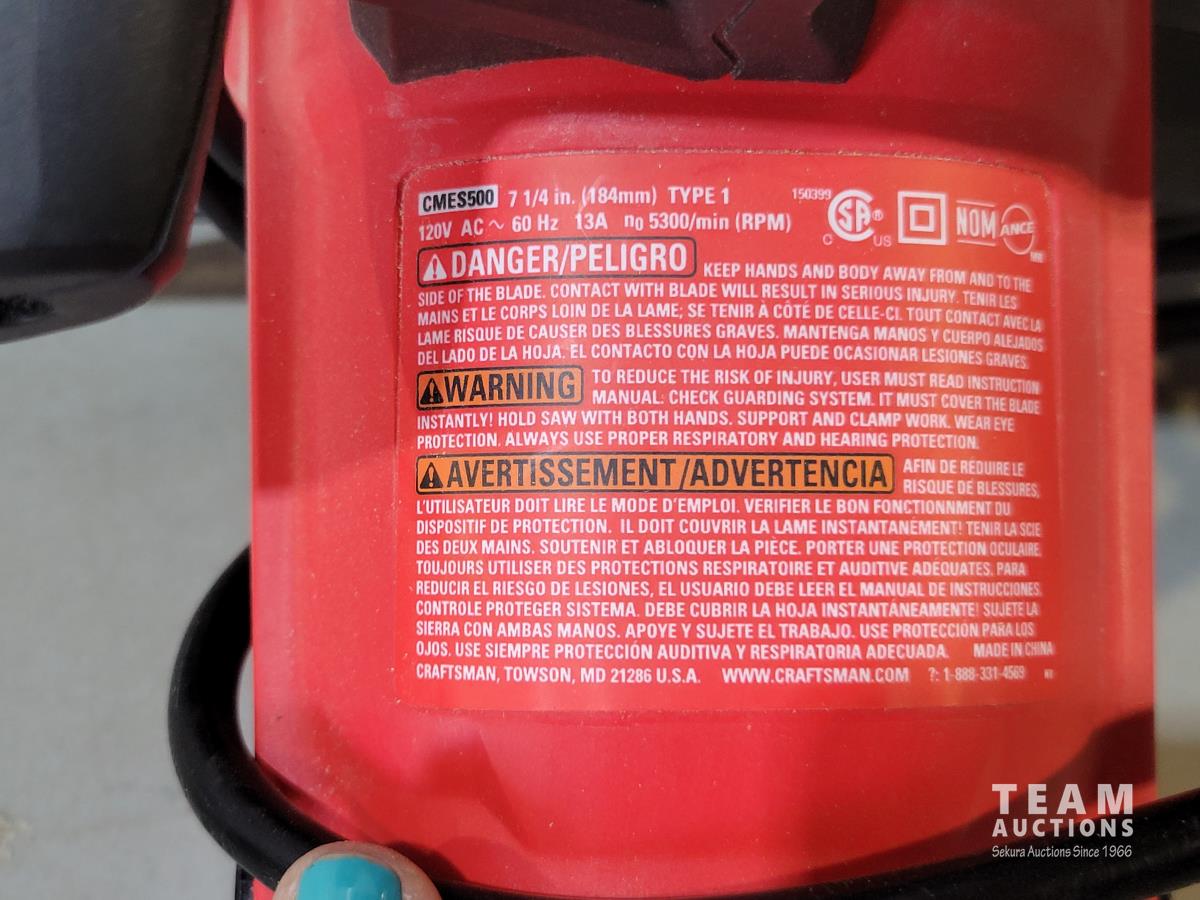 CMES500 7 1/4 in. (184mm) TYPE 1 150399 SA ® NOM ANCE
120V AC ~ 60 Hz 13A n0 5300/min (RPM) C US
DANGER/PELIGRO KEEP HANDS AND BODY AWAY FROM AND TO THE
SIDE OF THE BLADE. CONTACT WITH BLADE WILL RESULT IN SERIOUS INJURY. TENIR LES
MAINS ET LE CORPS LOIN DE LA LAME; SE TENIR À CÔTÉ DE CELLE-CI. TOUT CONTACT AVEC LA
LAME RISQUE DE CAUSER DES BLESSURES GRAVES. MANTENGA MANOS Y CUERPO ALEJADOS
DEL LADO DE LA HOJA. EL CONTACTO CON LA HOJA PUEDE OCASIONAR LESIONES GRAVES.
WARNING TO REDUCE THE RISK OF INJURY, USER MUST READ INSTRUCTION
MANUAL. CHECK GUARDING SYSTEM. IT MUST COVER THE BLADE
INSTANTLY! HOLD SAW WITH BOTH HANDS. SUPPORT AND CLAMP WORK. WEAR EYE
PROTECTION. ALWAYS USE PROPER RESPIRATORY AND HEARING PROTECTION.
AVERTISSEMENT/ADVERTENCIA AFIN DE RÉDUIRE LE
RISQUE DE BLESSURES,
L'UTILISATEUR DOIT LIRE LE MODE D'EMPLOI. VERIFIER LE BON FONCTIONNMENT DU
DISPOSITIF DE PROTECTION. IL DOIT COUVRIR LA LAME INSTANTANÉMENT! TENIR LA SCIE
DES DEUX MAINS. SOUTENIR ET ABLOQUER LA PIÈCE. PORTER UNE PROTECTION OCULAIRE.
TOUJOURS UTILISER DES PROTECTIONS RESPIRATOIRE ET AUDITIVE ADÉQUATES. PARA
REDUCIR EL RIESGO DE LESIONES, EL USUARIO DEBE LEER EL MANUAL DE INSTRUCCIONES.
CONTROLE PROTEGER SISTEMA. DEBE CUBRIR LA HOJA INSTANTÁNEAMENTE! SUJETE LA
SIERRA CON AMBAS MANOS. APOYE Y SUJETE EL TRABAJO. USE PROTECCIÓN PARA LOS
OJOS. USE SIEMPRE PROTECCIÓN AUDITIVA Y RESPIRATORIA ADECUADA. MADE IN CHINA
CRAFTSMAN, TOWSON, MD 21286 U.S.A. WWW.CRAFTSMAN.COM ?: 1-888-331-4569
TEAM
AUCTIONS
Sekura Auctions Since 1966